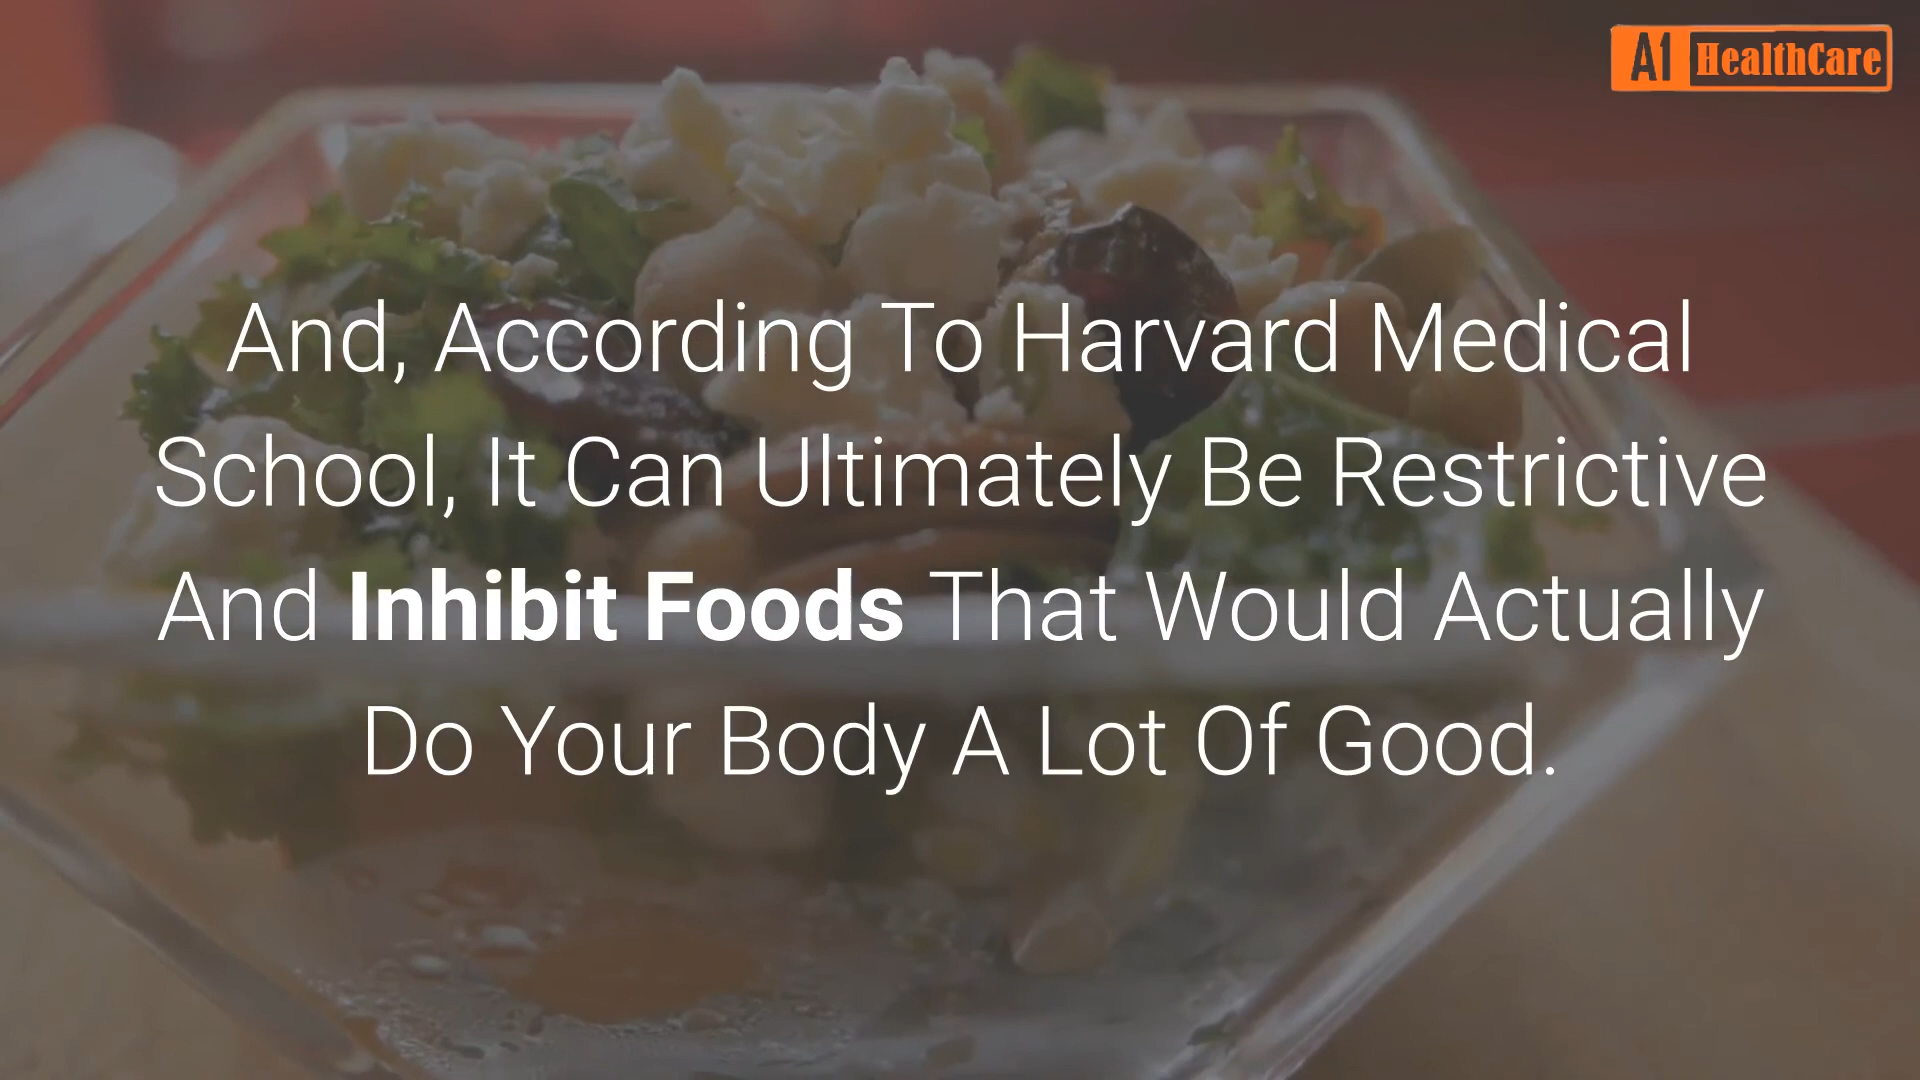 A1 HealthCare
And, According To Harvard Medical
School, It Can Ultimately Be Restrictive
And Inhibit Foods That Would Actually
Do Your Body A Lot Of Good.